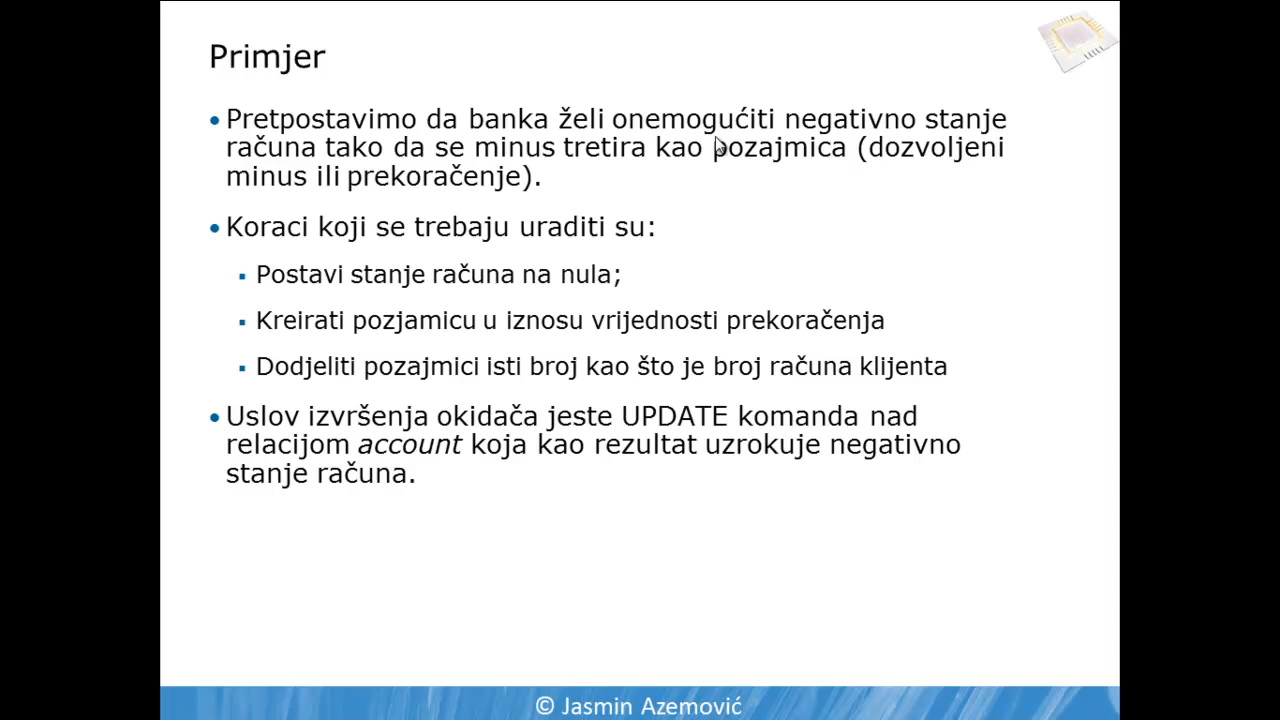 Primjer
• Pretpostavimo da banka želi onemogućiti negativno stanje
računa tako da se minus tretira kao pozajmica (dozvoljeni
minus ili prekoračenje).
• Koraci koji se trebaju uraditi su:
▪ Postavi stanje računa na nula;
▪ Kreirati pozjamicu u iznosu vrijednosti prekoračenja
▪ Dodjeliti pozajmici isti broj kao što je broj računa klijenta
• Uslov izvršenja okidača jeste UPDATE komanda nad
relacijom account koja kao rezultat uzrokuje negativno
stanje računa.
© Jasmin Azemović